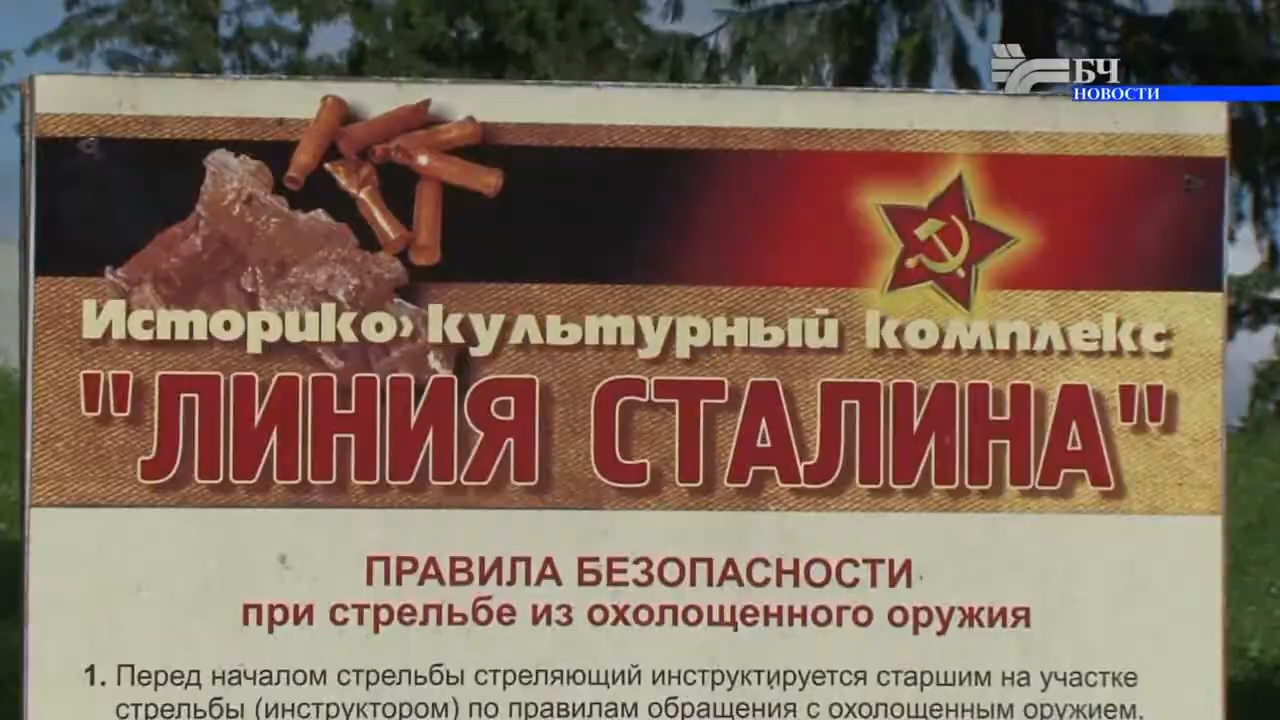 БЧ
НОВОСТИ
Историко-культурный комплекс
"ЛИНИЯ СТАЛИНА"
ПРАВИЛА БЕЗОПАСНОСТИ
при стрельбе из охолощенного оружия
1. Перед началом стрельбы стреляющий инструктируется старшим на участке
стрельбы (инструктором) по правилам обращения с охолощенным оружием.